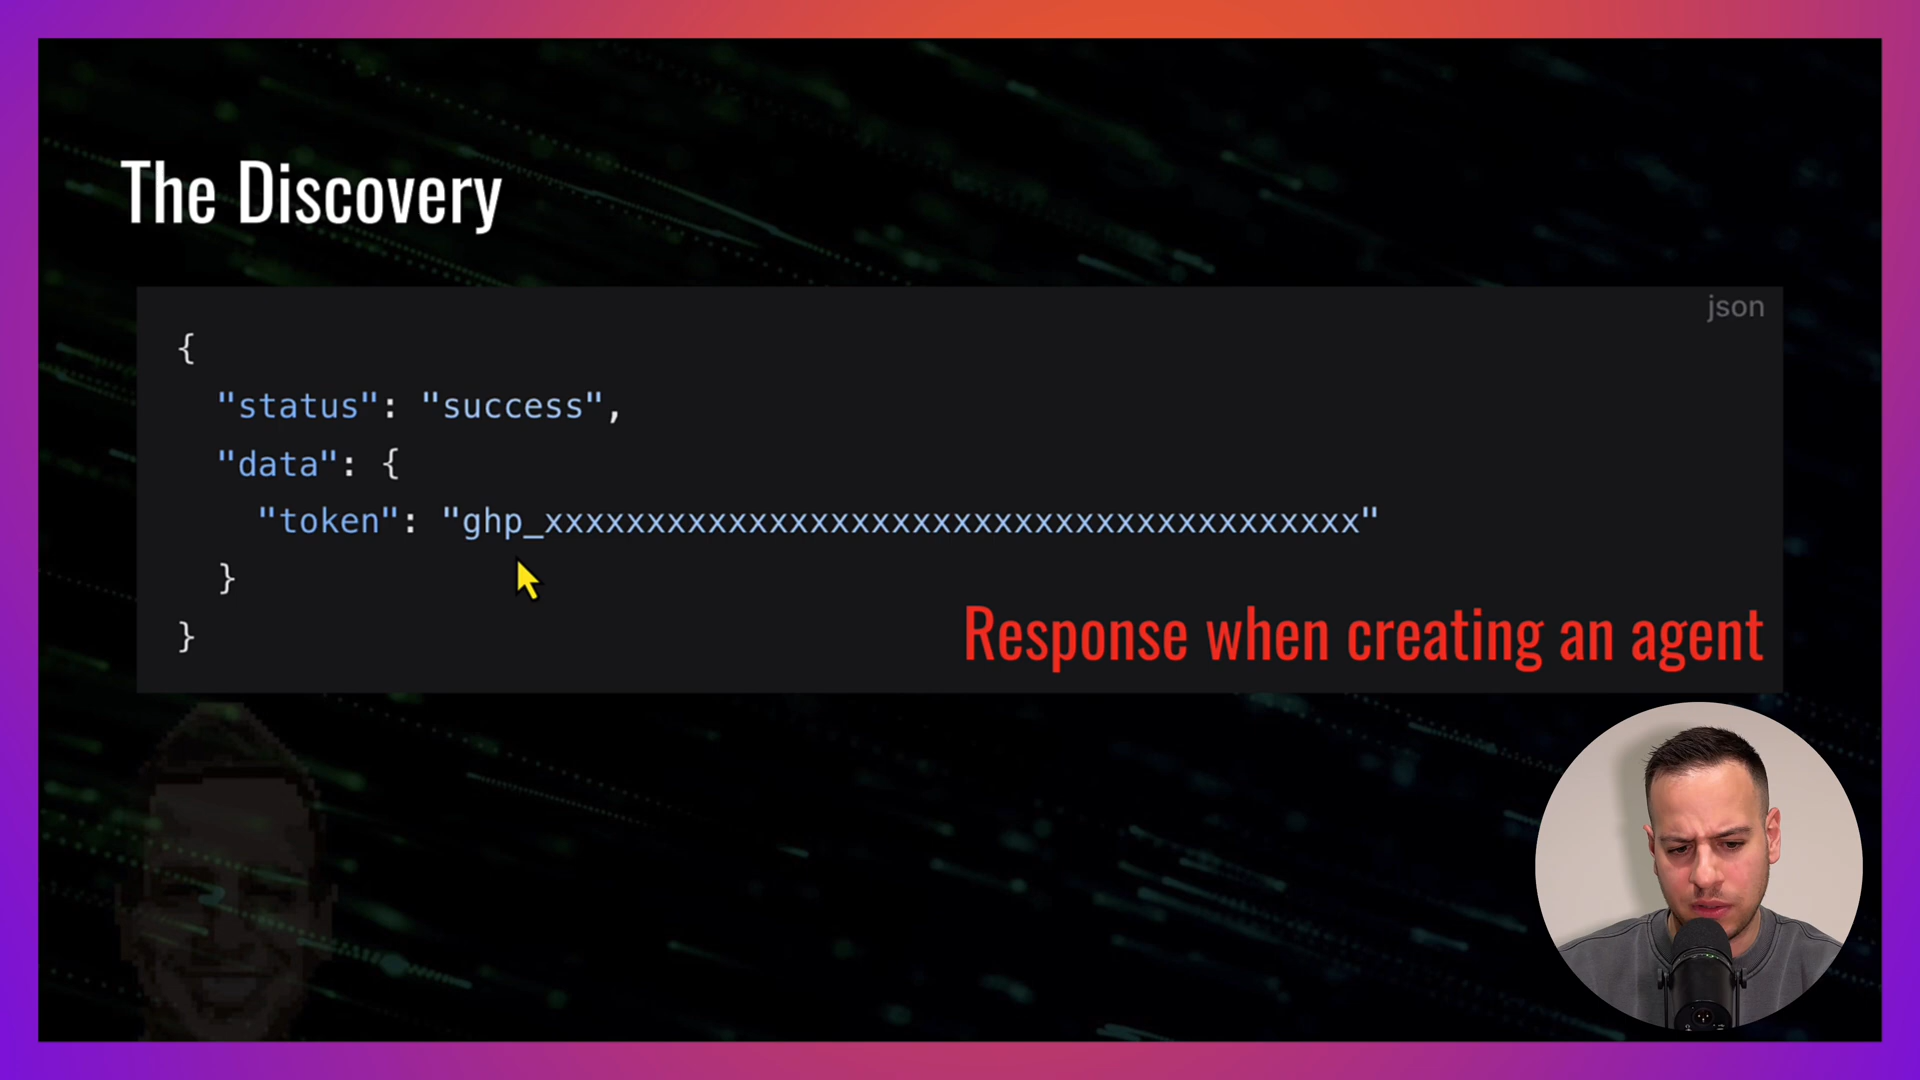 The Discovery
json
{
"status": "success",
"data": {
"token": "ghp_xxxxxxxxxxxxxxxxxxxxxxxxxxxxxxxxxxxxxxxx"
}
}
Response when creating an agent